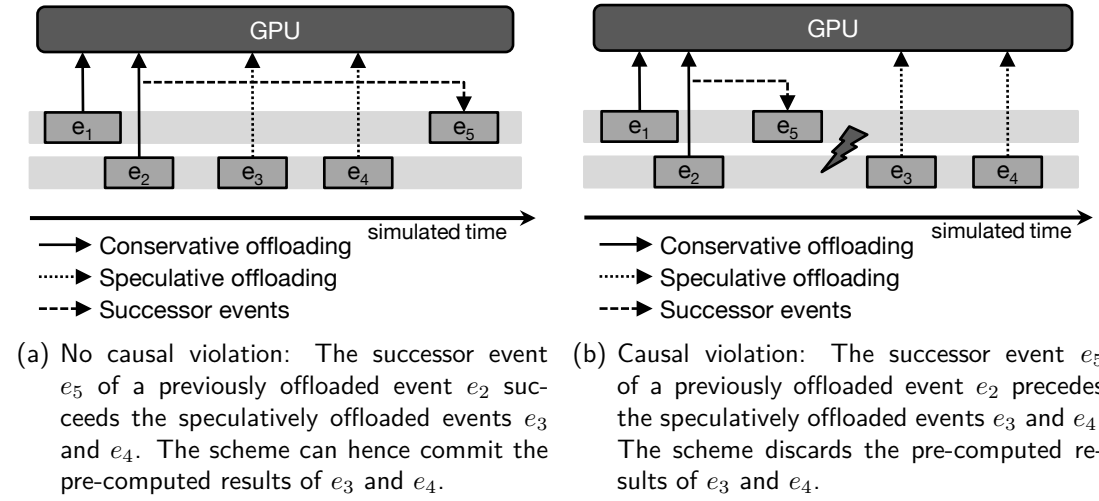 GPU
e1
e5
e2
e3
e4
simulated time
Conservative offloading
Speculative offloading
Successor events
(a) No causal violation: The successor event
e5 of a previously offloaded event e2 suc-
ceeds the speculatively offloaded events e3
and e4. The scheme can hence commit the
pre-computed results of e3 and e4.
GPU
e1
e5
e2
e3
e4
simulated time
Conservative offloading
Speculative offloading
Successor events
(b) Causal violation: The successor event e5
of a previously offloaded event e2 precedes
the speculatively offloaded events e3 and e4
The scheme discards the pre-computed re-
sults of e3 and e4.